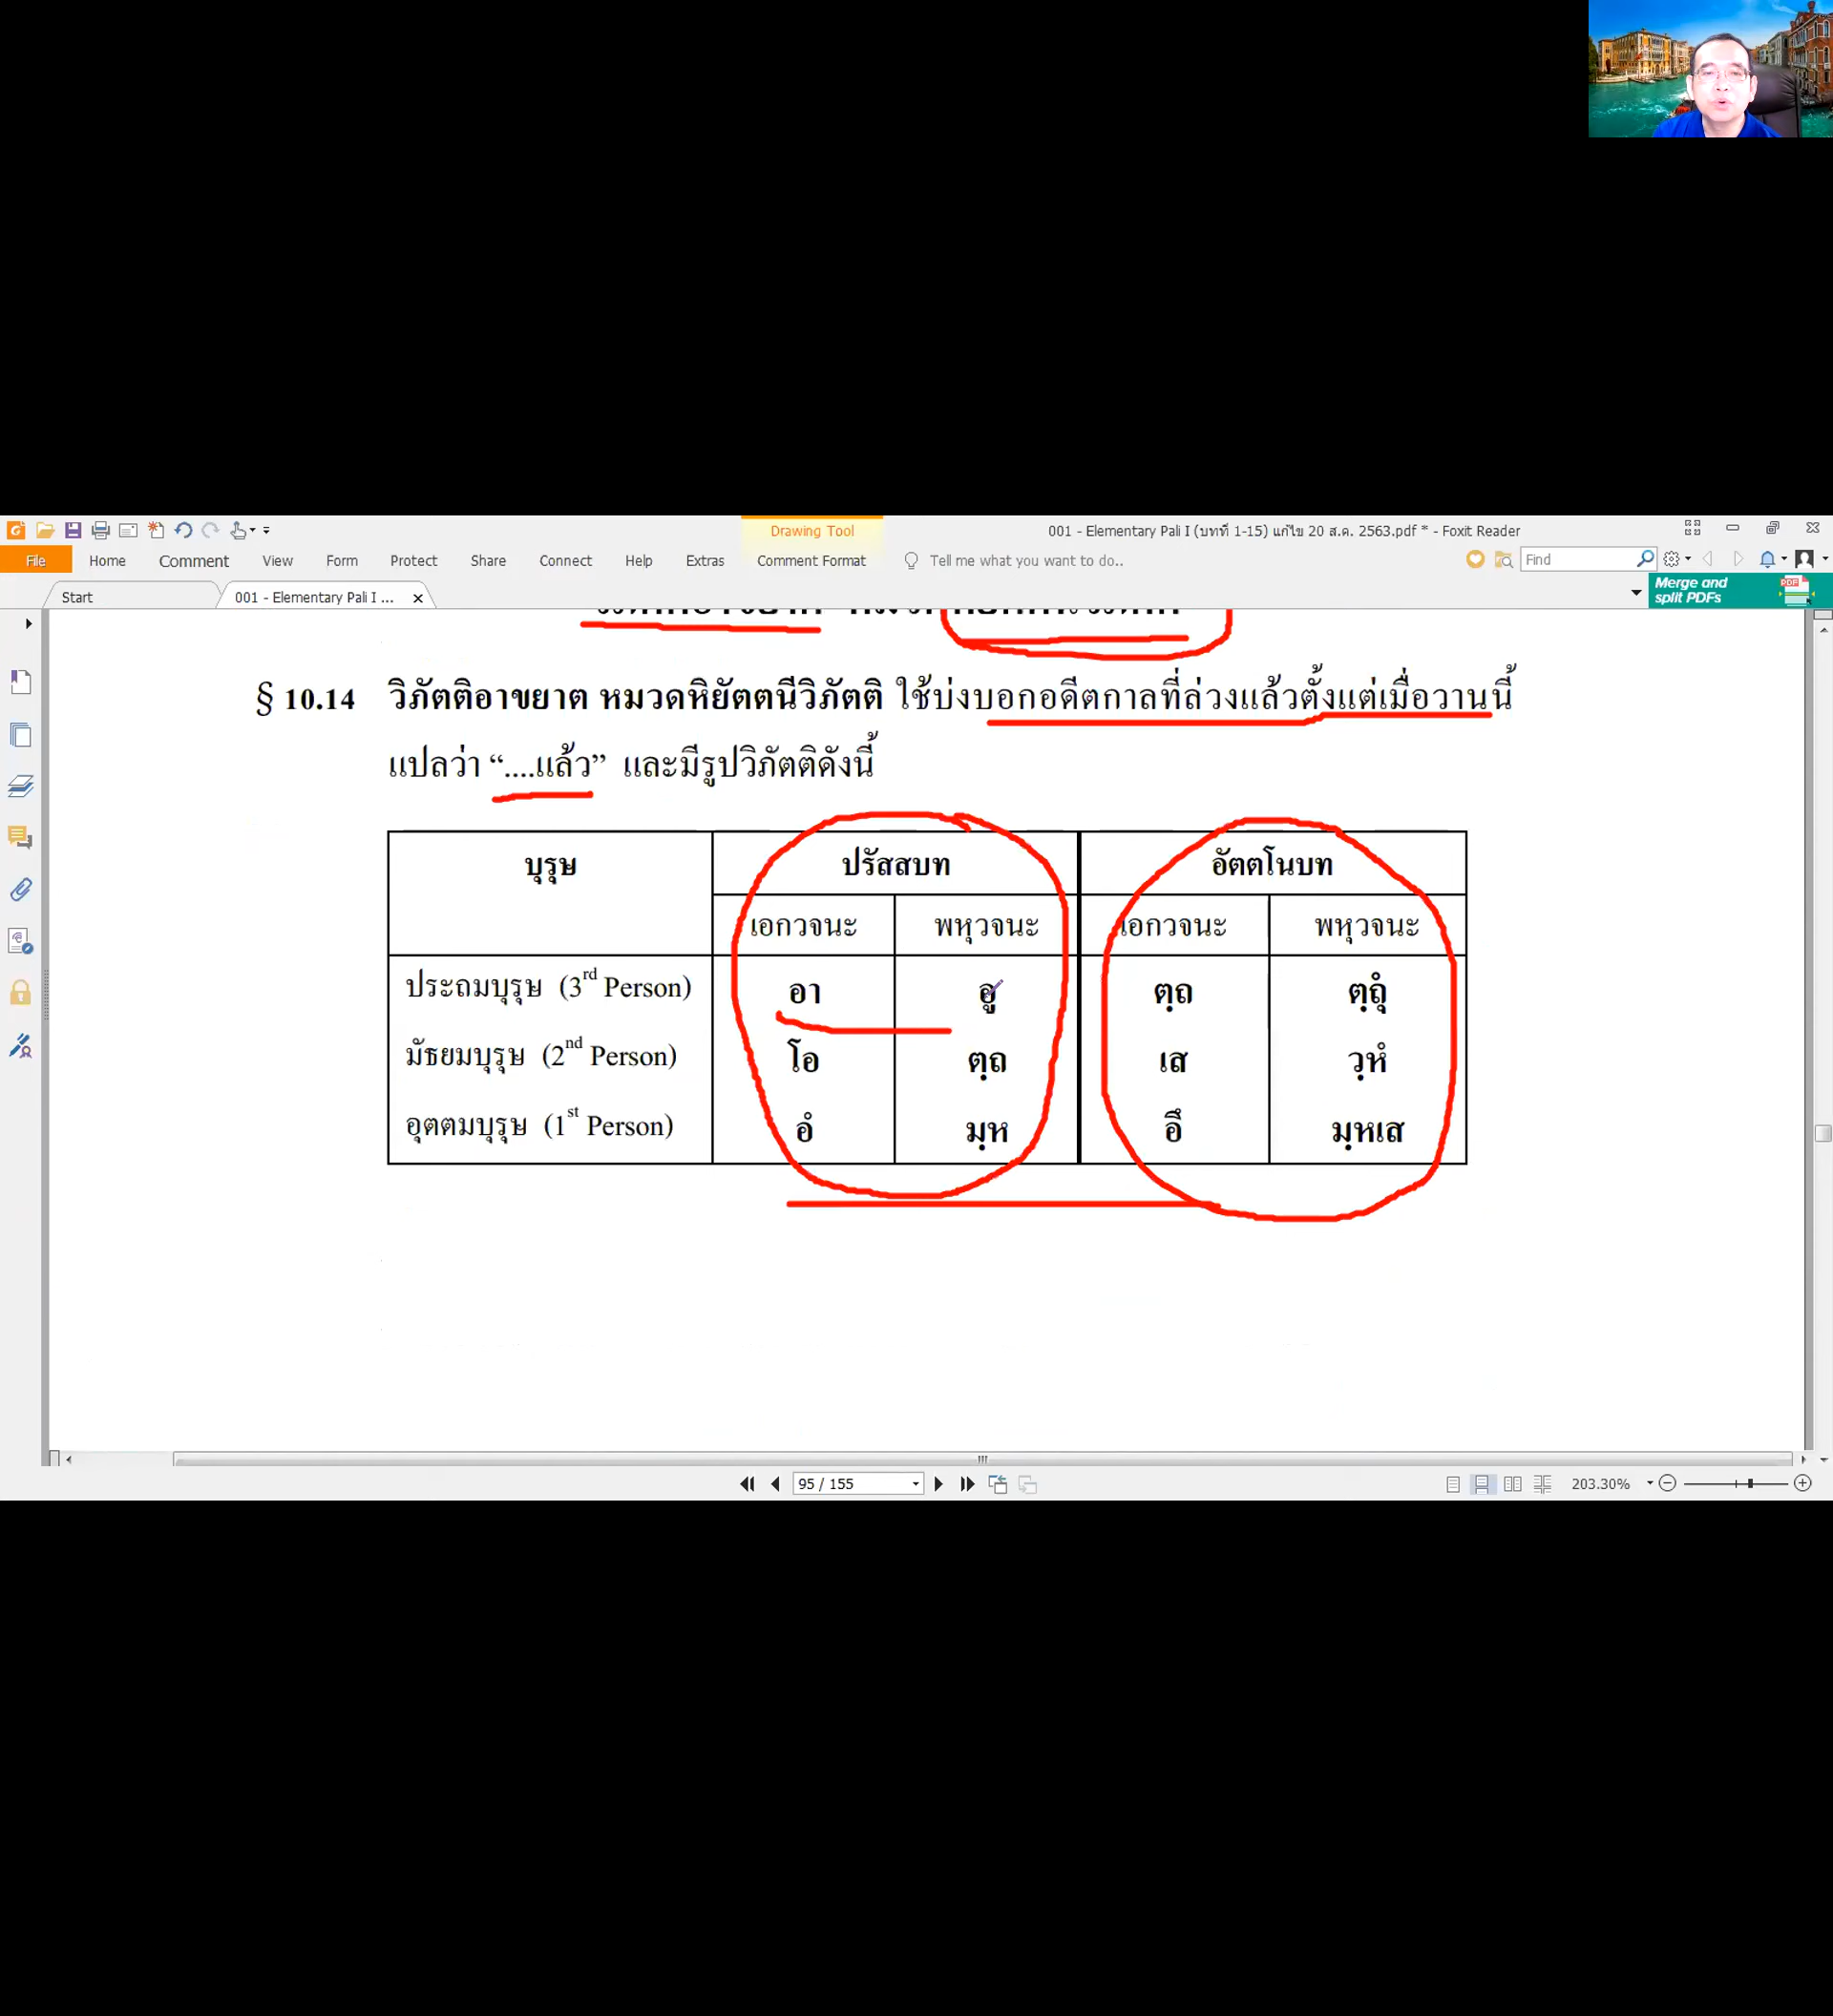 Drawing Tool
001 - Elementary Pali I (บทที่ 1-15) แก้ไข 20 ส.ค. 2563.pdf * - Foxit Reader
File Home Comment View Form Protect Share Connect Help Extras Comment Format Tell me what you want to do.. Find
Start 001 - Elementary Pali I ... Merge and split PDFs
§ 10.14 วิภัตติอาขยาต หมวดหิยัตตนีวิภัตติ ใช้บ่งบอกอดีตกาลที่ล่วงแล้วตั้งแต่เมื่อวานนี้
แปลว่า “....แล้ว” และมีรูปวิภัตติดังนี้
บุรุษ ปรัสสบท อัตตโนบท
เอกวจนะ พหุวจนะ เอกวจนะ พหุวจนะ
ประถมบุรุษ (3rd Person) อา อู ตฺถ ตฺถุํ
มัธยมบุรุษ (2nd Person) โอ ตฺถ เส วฺหํ
อุตตมบุรุษ (1st Person) อํ มฺห อึ มฺหเส
95 / 155 203.30%